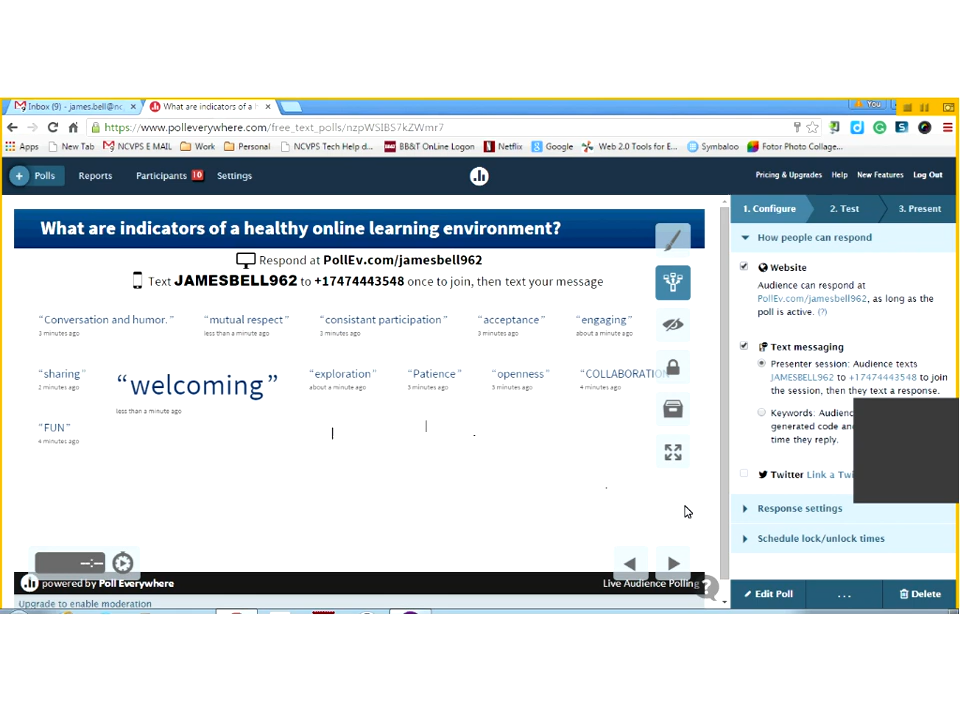 Inbox (9) - james.bell@nc
What are indicators of a h
You
https://www.polleverywhere.com/free_text_polls/nzpWSIBS7kZWmr7
Apps New Tab NCVPS E MAIL Work Personal NCVPS Tech Help d... BB&T OnLine Logon Netflix Google Web 2.0 Tools for E... Symbaloo Fotor Photo Collage...
+ Polls Reports Participants 10 Settings Pricing & Upgrades Help New Features Log Out
1. Configure 2. Test 3. Present
What are indicators of a healthy online learning environment?
Respond at PollEv.com/jamesbell962
Text JAMESBELL962 to +17474443548 once to join, then text your message
“Conversation and humor.” “mutual respect” “consistant participation” “acceptance” “engaging”
3 minutes ago less than a minute ago 3 minutes ago 3 minutes ago about a minute ago
“sharing” “welcoming” “exploration” “Patience” “openness” “COLLABORATION
2 minutes ago less than a minute ago about a minute ago 3 minutes ago 3 minutes ago 4 minutes ago
“FUN”
4 minutes ago
--:--
powered by Poll Everywhere
Live Audience Polling
?
Upgrade to enable moderation
How people can respond
Website
Audience can respond at
PollEv.com/jamesbell962, as long as the
poll is active. (?)
Text messaging
Presenter session: Audience texts
JAMESBELL962 to +17474443548 to join
the session, then they text a response.
Keywords: Audienc
generated code an
time they reply.
Twitter Link a Twi
Response settings
Schedule lock/unlock times
Edit Poll ... Delete